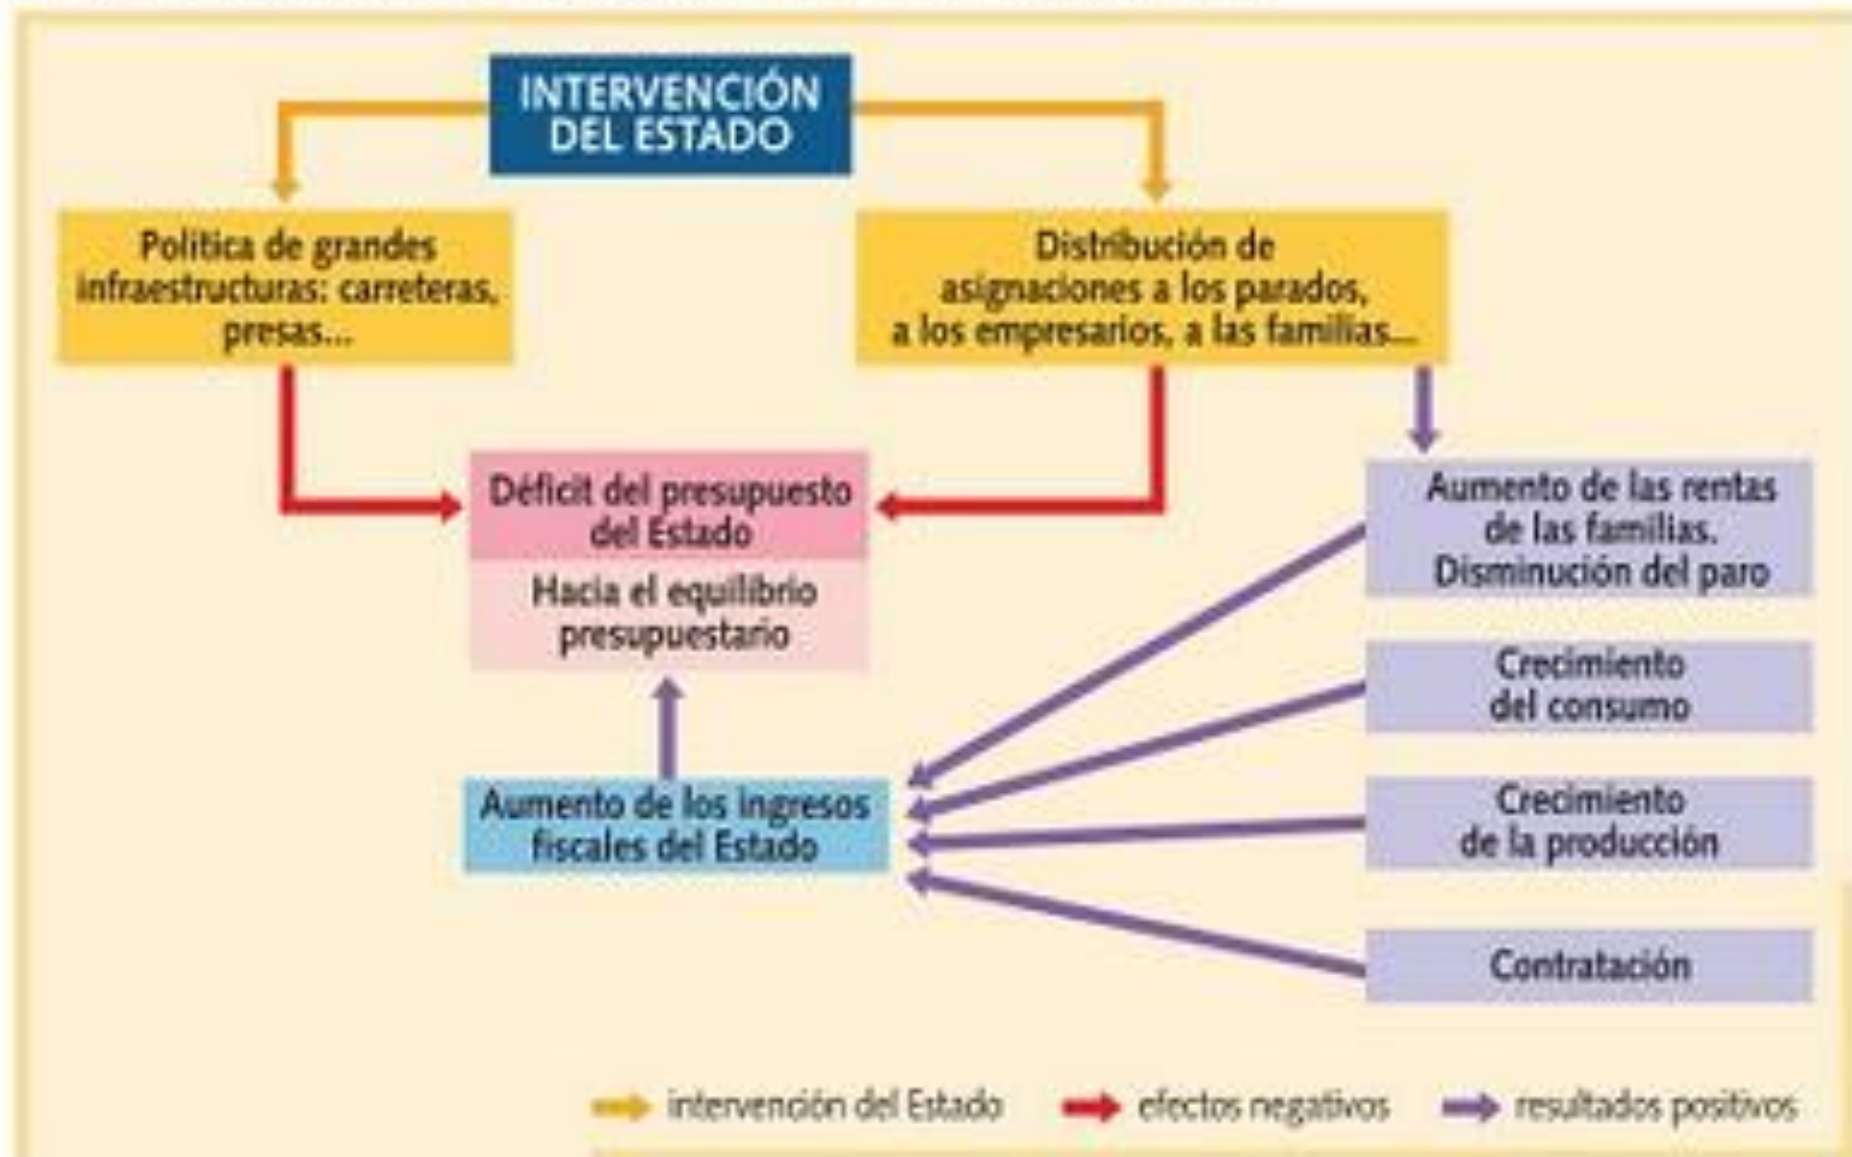 INTERVENCIÓN
DEL ESTADO
Política de grandes
infraestructuras: carreteras,
presas...
Distribución de
asignaciones a los parados,
a los empresarios, a las familias...
Déficit del presupuesto
del Estado
Hacia el equilibrio
presupuestario
Aumento de las rentas
de las familias.
Disminución del paro
Crecimiento
del consumo
Aumento de los ingresos
fiscales del Estado
Crecimiento
de la producción
Contratación
intervención del Estado
efectos negativos
resultados positivos